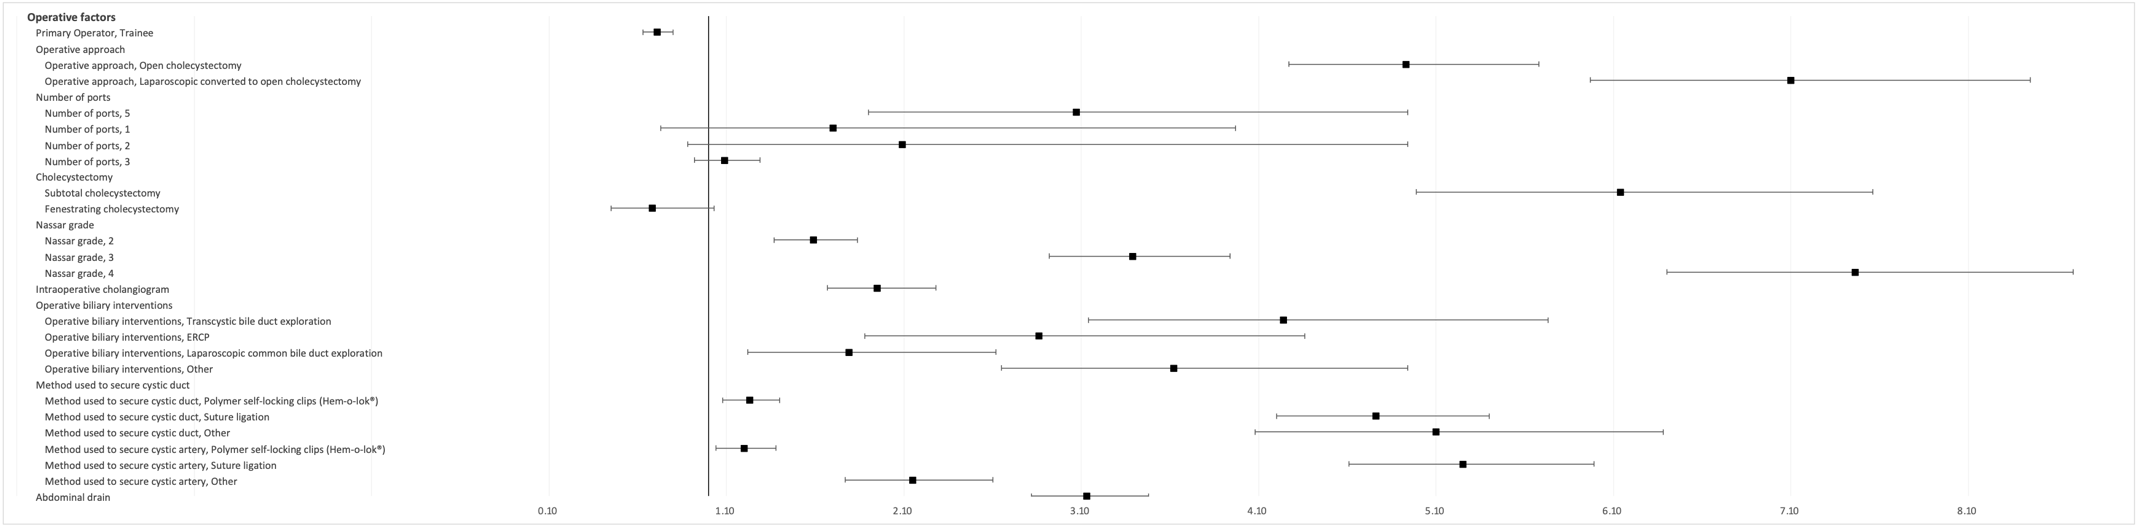 Operative factors
Primary Operator, Trainee
Operative approach
Operative approach, Open cholecystectomy
Operative approach, Laparoscopic converted to open cholecystectomy
Number of ports
Number of ports, 5
Number of ports, 1
Number of ports, 2
Number of ports, 3
Cholecystectomy
Subtotal cholecystectomy
Fenestrating cholecystectomy
Nassar grade
Nassar grade, 2
Nassar grade, 3
Nassar grade, 4
Intraoperative cholangiogram
Operative biliary interventions
Operative biliary interventions, Transcystic bile duct exploration
Operative biliary interventions, ERCP
Operative biliary interventions, Laparoscopic common bile duct exploration
Operative biliary interventions, Other
Method used to secure cystic duct
Method used to secure cystic duct, Polymer self-locking clips (Hem-o-lok®)
Method used to secure cystic duct, Suture ligation
Method used to secure cystic duct, Other
Method used to secure cystic artery, Polymer self-locking clips (Hem-o-lok®)
Method used to secure cystic artery, Suture ligation
Method used to secure cystic artery, Other
Abdominal drain
0.10 1.10 2.10 3.10 4.10 5.10 6.10 7.10 8.10